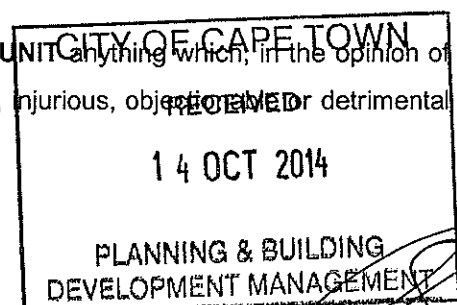 CITY OF CAPE TOWN
UNIT anything which, in the opinion of
injurious, objectionable or detrimental
RECEIVED
14 OCT 2014
PLANNING & BUILDING
DEVELOPMENT MANAGEMENT